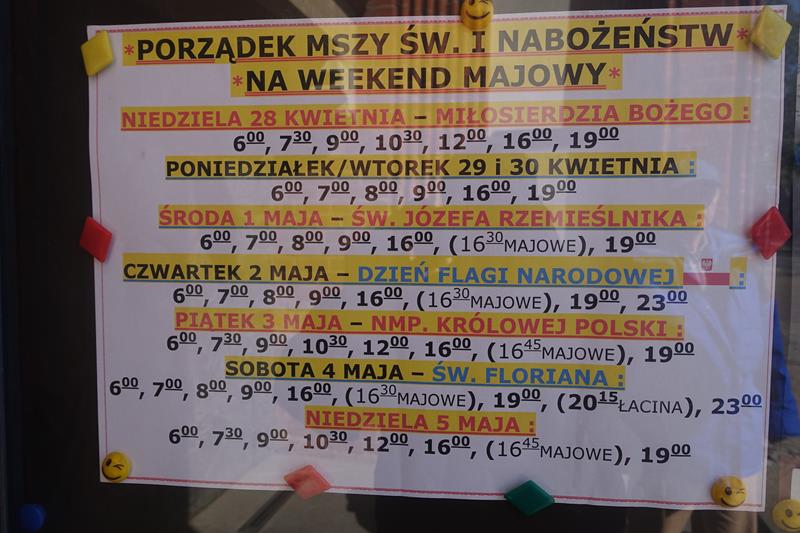 *PORZĄDEK MSZY ŚW. I NABOŻEŃSTW*
*NA WEEKEND MAJOWY*
NIEDZIELA 28 KWIETNIA – MIŁOSIERDZIA BOŻEGO :
6⁰⁰, 7³⁰, 9⁰⁰, 10³⁰, 12⁰⁰, 16⁰⁰, 19⁰⁰
PONIEDZIAŁEK/WTOREK 29 i 30 KWIETNIA :
6⁰⁰, 7⁰⁰, 8⁰⁰, 9⁰⁰, 16⁰⁰, 19⁰⁰
ŚRODA 1 MAJA – ŚW. JÓZEFA RZEMIEŚLNIKA :
6⁰⁰, 7⁰⁰, 8⁰⁰, 9⁰⁰, 16⁰⁰, (16³⁰MAJOWE), 19⁰⁰
CZWARTEK 2 MAJA – DZIEŃ FLAGI NARODOWEJ :
6⁰⁰, 7⁰⁰, 8⁰⁰, 9⁰⁰, 16⁰⁰, (16³⁰MAJOWE), 19⁰⁰, 23⁰⁰
PIĄTEK 3 MAJA – NMP. KRÓLOWEJ POLSKI :
6⁰⁰, 7³⁰, 9⁰⁰, 10³⁰, 12⁰⁰, 16⁰⁰, (16⁴⁵MAJOWE), 19⁰⁰
SOBOTA 4 MAJA – ŚW. FLORIANA :
6⁰⁰, 7⁰⁰, 8⁰⁰, 9⁰⁰, 16⁰⁰, (16³⁰MAJOWE), 19⁰⁰, (20¹⁵ŁACINA), 23⁰⁰
NIEDZIELA 5 MAJA :
6⁰⁰, 7³⁰, 9⁰⁰, 10³⁰, 12⁰⁰, 16⁰⁰, (16⁴⁵MAJOWE), 19⁰⁰